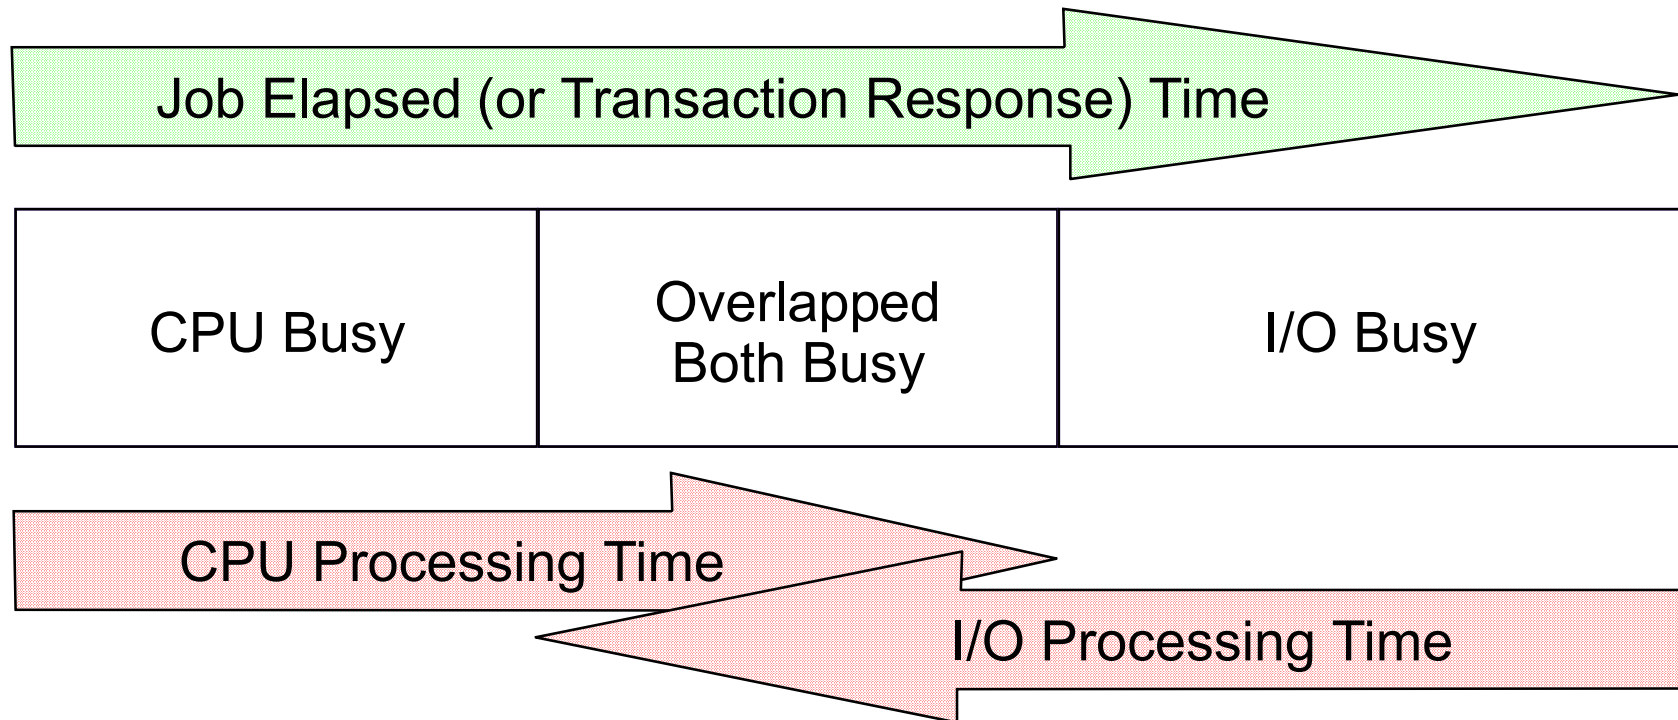 Job Elapsed (or Transaction Response) Time
CPU Busy
Overlapped
Both Busy
I/O Busy
CPU Processing Time
I/O Processing Time